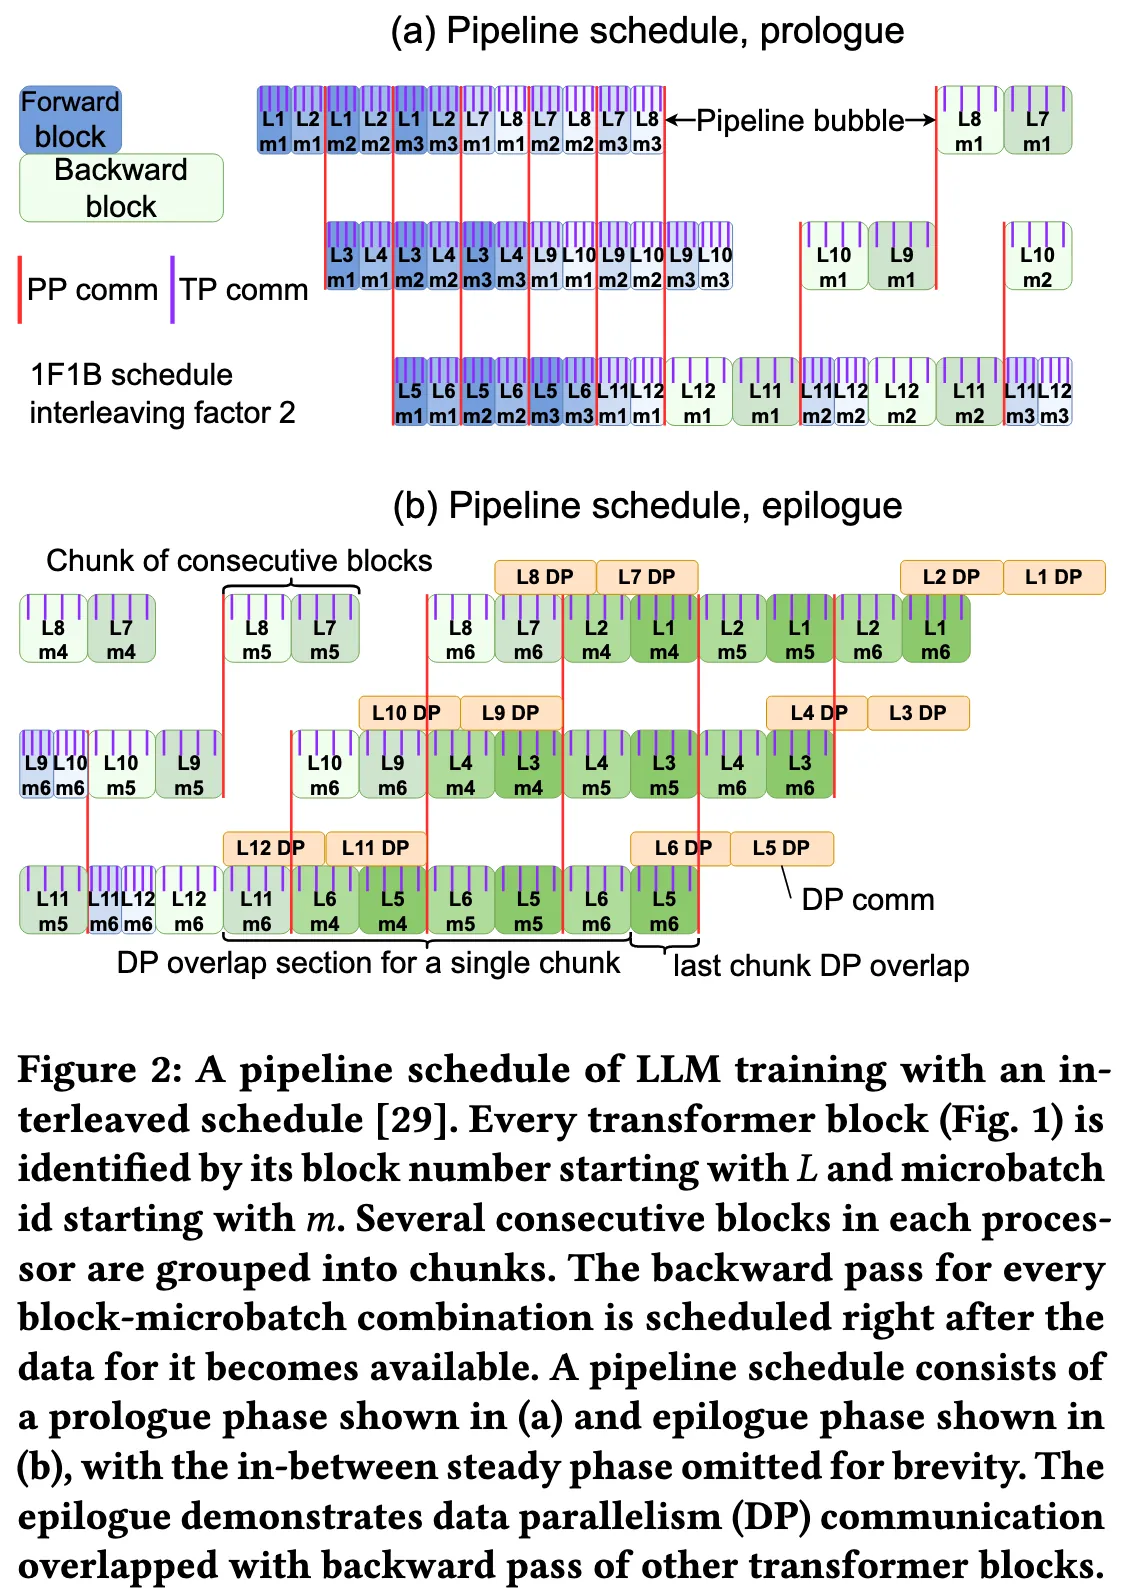 (a) Pipeline schedule, prologue
Forward block
Backward block
PP comm
TP comm
1F1B schedule
interleaving factor 2
L1 m1 L2 m1 L1 m2 L2 m2 L1 m3 L2 m3 L7 m1 L8 m1 L7 m2 L8 m2 L7 m3 L8 m3 Pipeline bubble L8 m1 L7 m1
L3 m1 L4 m1 L3 m2 L4 m2 L3 m3 L4 m3 L9 m1 L10 m1 L9 m2 L10 m2 L9 m3 L10 m3 L10 m1 L9 m1 L10 m2
L5 m1 L6 m1 L5 m2 L6 m2 L5 m3 L6 m3 L11 m1 L12 m1 L12 m1 L11 m1 L11 m2 L12 m2 L12 m2 L11 m2 L11 m3 L12 m3
(b) Pipeline schedule, epilogue
Chunk of consecutive blocks
L8 DP L7 DP L2 DP L1 DP
L8 m4 L7 m4 L8 m5 L7 m5 L8 m6 L7 m6 L2 m4 L1 m4 L2 m5 L1 m5 L2 m6 L1 m6
L10 DP L9 DP L4 DP L3 DP
L9 m6 L10 m6 L10 m5 L9 m5 L10 m6 L9 m6 L4 m4 L3 m4 L4 m5 L3 m5 L4 m6 L3 m6
L12 DP L11 DP L6 DP L5 DP
L11 m5 L11 m6 L12 m6 L12 m6 L11 m6 L6 m4 L5 m4 L6 m5 L5 m5 L6 m6 L5 m6
DP comm
DP overlap section for a single chunk
last chunk DP overlap
Figure 2: A pipeline schedule of LLM training with an in-
terleaved schedule [29]. Every transformer block (Fig. 1) is
identified by its block number starting with L and microbatch
id starting with m. Several consecutive blocks in each proces-
sor are grouped into chunks. The backward pass for every
block-microbatch combination is scheduled right after the
data for it becomes available. A pipeline schedule consists of
a prologue phase shown in (a) and epilogue phase shown in
(b), with the in-between steady phase omitted for brevity. The
epilogue demonstrates data parallelism (DP) communication
overlapped with backward pass of other transformer blocks.